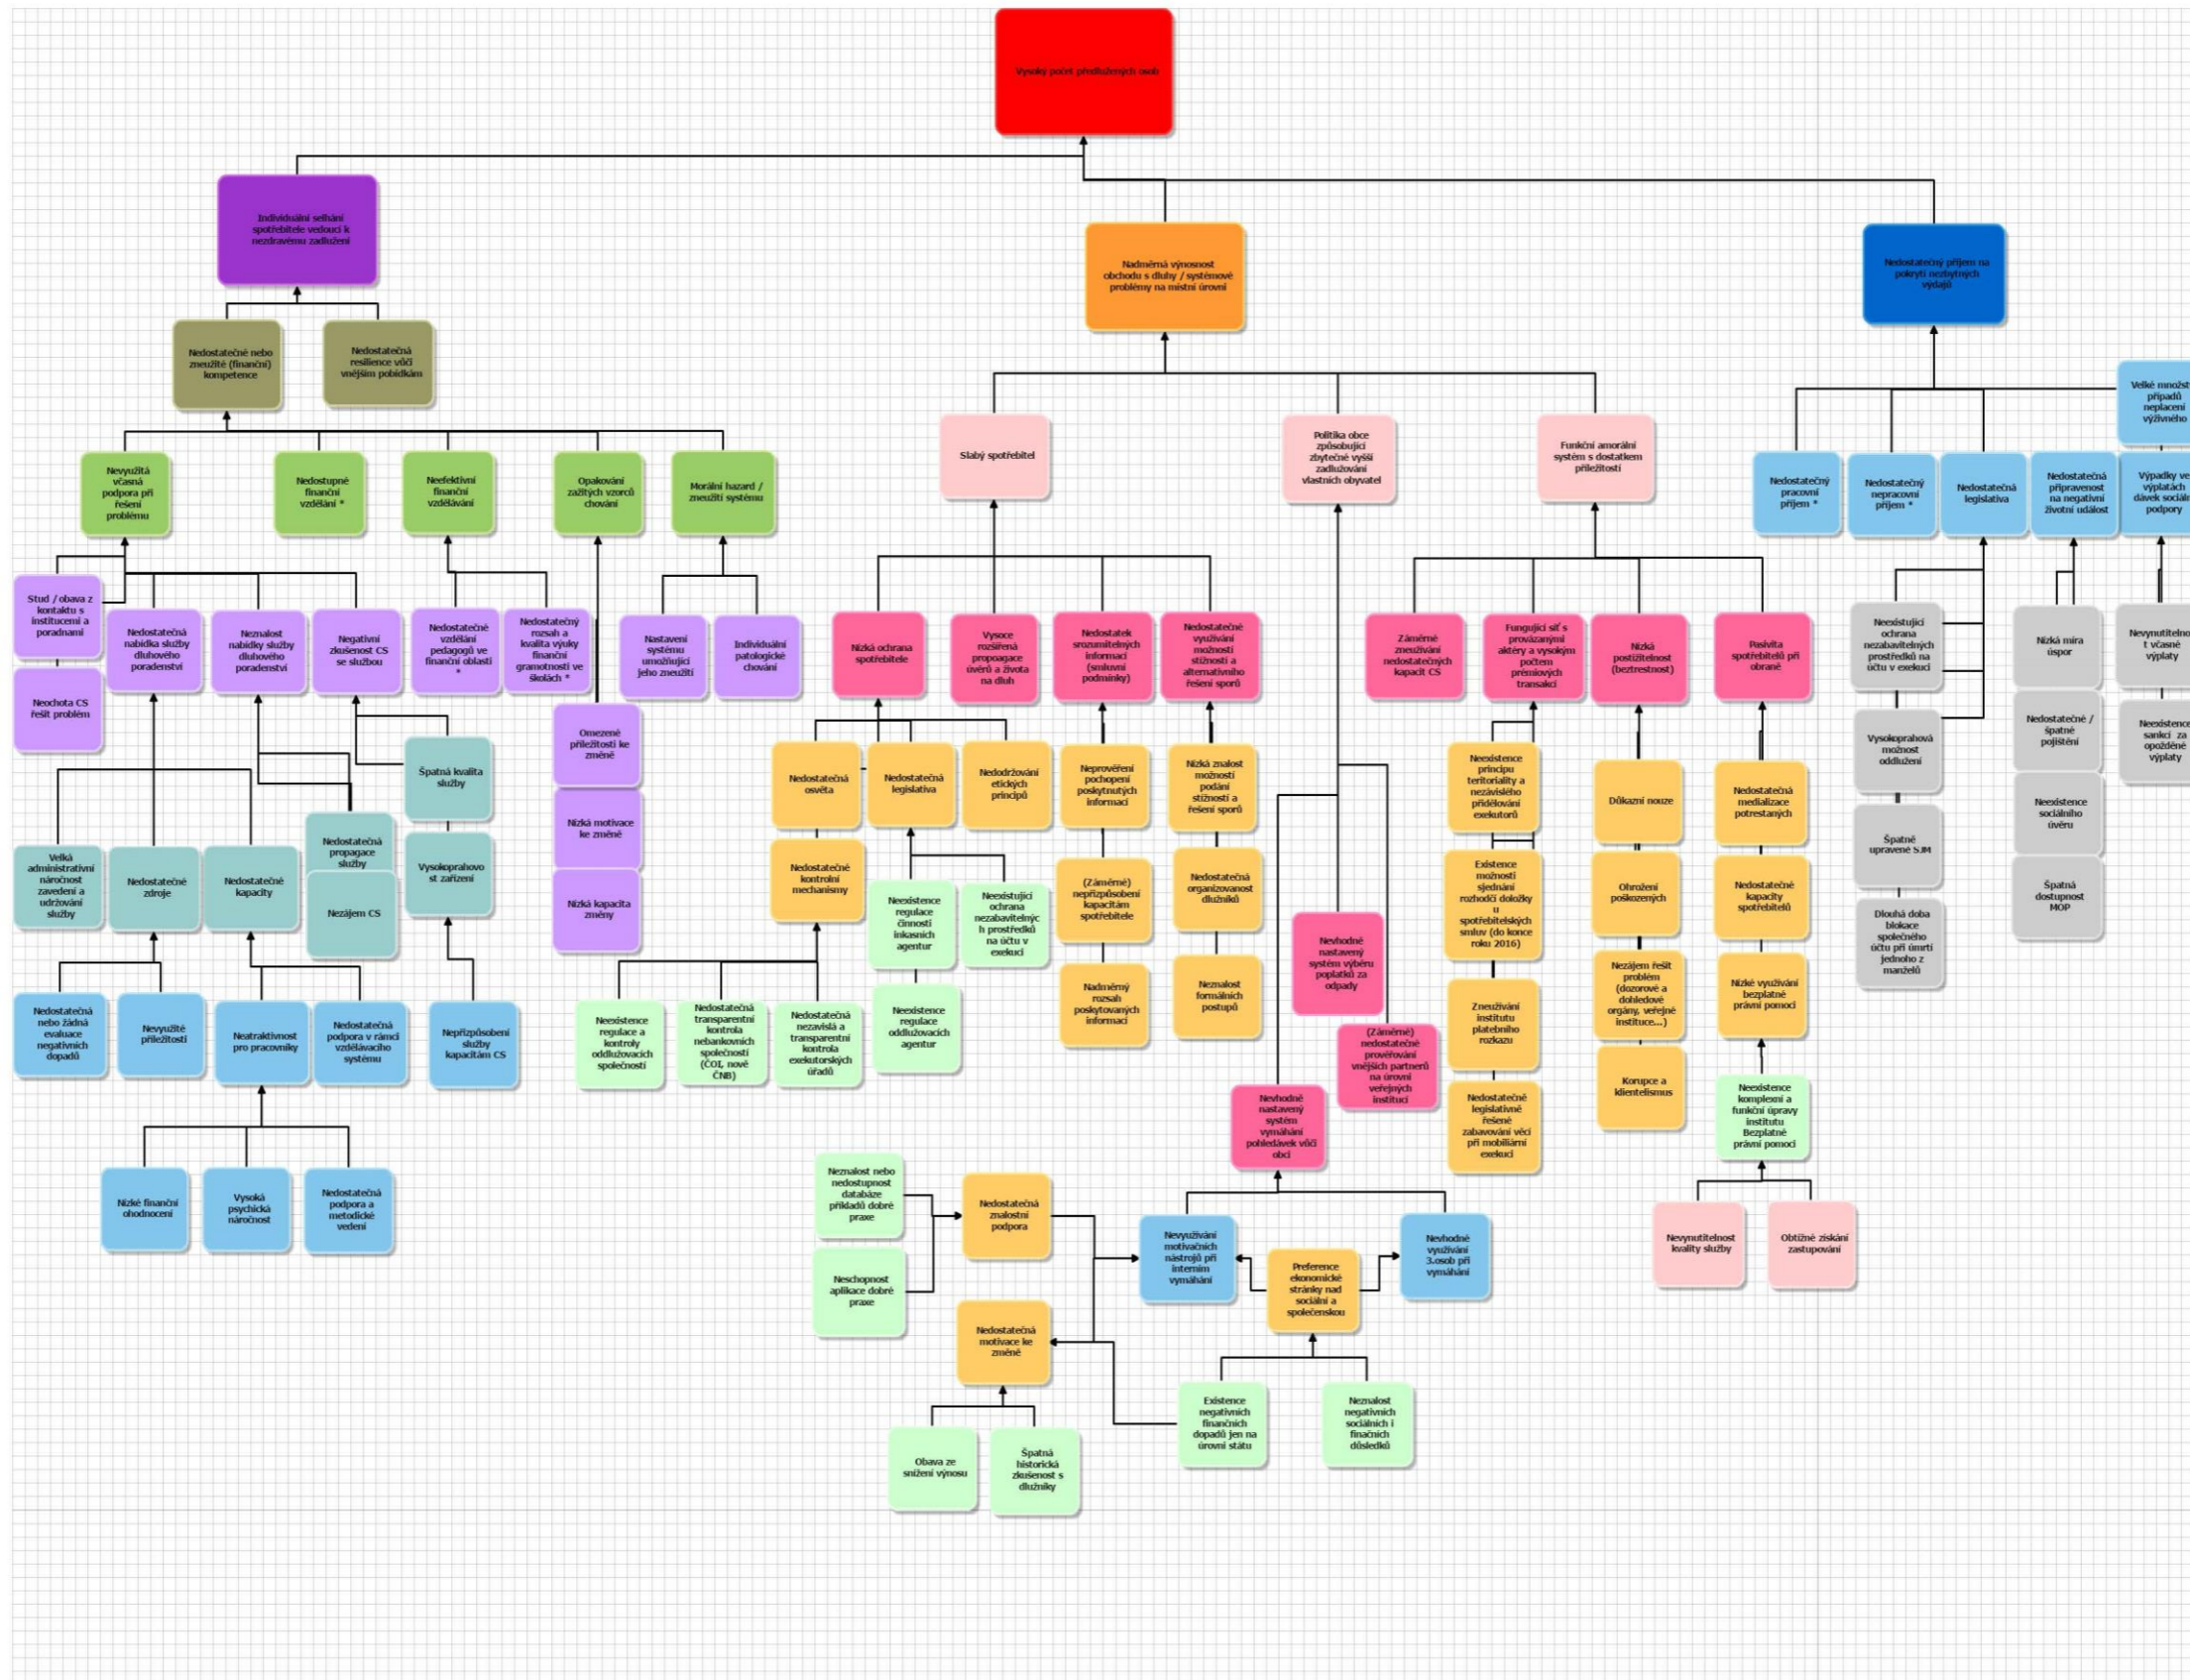 Vysoký počet předlužených osob
Individuální selhání
spotřebitele vedoucí k
nezdravému zadlužení
Nadměrná výnosnost
obchodu s dluhy / systémové
problémy na místní úrovni
Nedostatečný příjem na
pokrytí nezbytných
výdajů
Nedostatečné nebo
zneužité (finanční)
kompetence
Nedostatečná
resilience vůči
vnějším pobídkám
Velké množst
případů
neplacení
výživného
Slabý spotřebitel
Politika obce
způsobující
zbytečně vyšší
zadlužování
vlastních obyvatel
Funkční amorální
systém s dostatkem
příležitostí
Nevyužitá
včasná
podpora při
řešení
problému
Nedostupné
finanční
vzdělání *
Neefektivní
finanční
vzdělávání
Opakování
zažitých vzorců
chování
Morální hazard /
zneužití systému
Nedostatečný
pracovní
příjem *
Nedostatečný
nepracovní
příjem *
Nedostatečná
legislativa
Nedostatečná
připravenost
na negativní
životní událost
Výpadky ve
výplatách
dávek sociáln
podpory
Stud / obava z
kontaktu s
institucemi a
poradnami
Neochota CS
řešit problém
Nedostatečná
nabídka služby
dluhového
poradenství
Neznalost
nabídky služby
dluhového
poradenství
Negativní
zkušenost CS
se službou
Nedostatečné
vzdělání
pedagogů ve
finanční oblasti
*
Nedostatečný
rozsah a
kvalita výuky
finanční
gramotnosti ve
školách *
Nastavení
systému
umožňující
jeho zneužití
Individuální
patologické
chování
Nízká ochrana
spotřebitele
Vysoce
rozšířená
propoagace
úvěrů a života
na dluh
Nedostatek
srozumitelných
informací
(smluvní
podmínky)
Nedostatečné
využívání
možností
stížností a
alternativního
řešení sporů
Záměrné
zneužívání
nedostatečných
kapacit CS
Fungující síť s
provázanými
aktéry a vysokým
počtem
prémiových
transakcí
Nízká
postižitelnost
(beztrestnost)
Pasivita
spotřebitelů při
obraně
Neexistující
ochrana
nezabavitelných
prostředků na
účtu v exekuci
Vysokoprahová
možnost
oddlužení
Špatně
upravené SJM
Dlouhá doba
blokace
společného
účtu při úmrtí
jednoho z
manželů
Nízká míra
úspor
Nedostatečné /
špatné
pojištění
Neexistence
sociálního
úvěru
Špatná
dostupnost
MOP
Nevynutitelnos
t včasné
výplaty
Neexistence
sankcí za
opožděné
výplaty
Omezené
příležitosti ke
změně
Nízká motivace
ke změně
Nízká kapacita
změny
Špatná kvalita
služby
Vysokoprahovo
st zařízení
Nedostatečná
propagace
služby
Nezájem CS
Velká
administrativní
náročnost
zavedení a
udržování
služby
Nedostatečné
zdroje
Nedostatečné
kapacity
Nedostatečná
nebo žádná
evaluace
negativních
dopadů
Nevyužité
příležitosti
Neatraktivnost
pro pracovníky
Nedostatečná
podpora v rámci
vzdělávacího
systému
Nepřizpůsobení
služby
kapacitám CS
Nízké finanční
ohodnocení
Vysoká
psychická
náročnost
Nedostatečná
podpora a
metodické
vedení
Nedostatečná
osvěta
Nedostatečná
legislativa
Nedodržování
etických
principů
Nedostatečné
kontrolní
mechanismy
Neexistence
regulace
činnosti
inkasních
agentur
Neexistující
ochrana
nezabavitelnýc
h prostředků
na účtu v
exekuci
Neexistence
regulace
oddlužovacích
agentur
Neexistence
regulace a
kontroly
oddlužovacích
společností
Nedostatečná
transparentní
kontrola
nebankovních
společností
(ČOI, nově
ČNB)
Nedostatečná
nezavislá a
transparentní
kontrola
exekutorských
úřadů
Neprověření
pochopení
poskytnutých
informací
(Záměrné)
nepřizpůsobení
kapacitám
spotřebitele
Nadměrný
rozsah
poskytovaných
informací
Nízká znalost
možností
podání
stížností a
řešení sporů
Nedostatečná
organizovanost
dlužníků
Neznalost
formálních
postupů
Nevhodně
nastavený
systém výběru
poplatků za
odpady
(Záměrné)
nedostatečné
prověřování
vnějších partnerů
na úrovni
veřejných
institucí
Nevhodně
nastavený
systém
vymáhání
pohledávek vůči
obci
Neexistence
principu
teritoriality a
nezávislého
přidělování
exekutorů
Existence
možnosti
sjednání
rozhodčí doložky
u
spotřebitelských
smluv (do konce
roku 2016)
Zneužívání
institutu
platebního
rozkazu
Nedostatečně
legislativně
řešené
zabavování věcí
při mobiliární
exekuci
Důkazní nouze
Ohrožení
poškozených
Nezájem řešit
problém
(dozorové a
dohledové
orgány, veřejné
instituce...)
Korupce a
klientelismus
Nedostatečná
medializace
potrestaných
Nedostatečné
kapacity
spotřebitelů
Nízké využívání
bezplatné
právní pomoci
Neexistence
komplexní a
funkční úpravy
institutu
Bezplatné
právní pomoci
Nevynutitelnost
kvality služby
Obtížné získání
zastupování
Neznalost nebo
nedostupnost
databáze
příkladů dobré
praxe
Neschopnost
aplikace dobré
praxe
Nedostatečná
znalostní
podpora
Nedostatečná
motivace ke
změně
Nevyužívání
motivačních
nástrojů při
interním
vymáhání
Preference
ekonomické
stránky nad
sociální a
společenskou
Nevhodné
využívání
3.osob při
vymáhání
Obava ze
snížení výnosu
Špatná
historická
zkušenost s
dlužníky
Existence
negativních
finančních
dopadů jen na
úrovni státu
Neznalost
negativních
sociálních i
finačních
důsledků